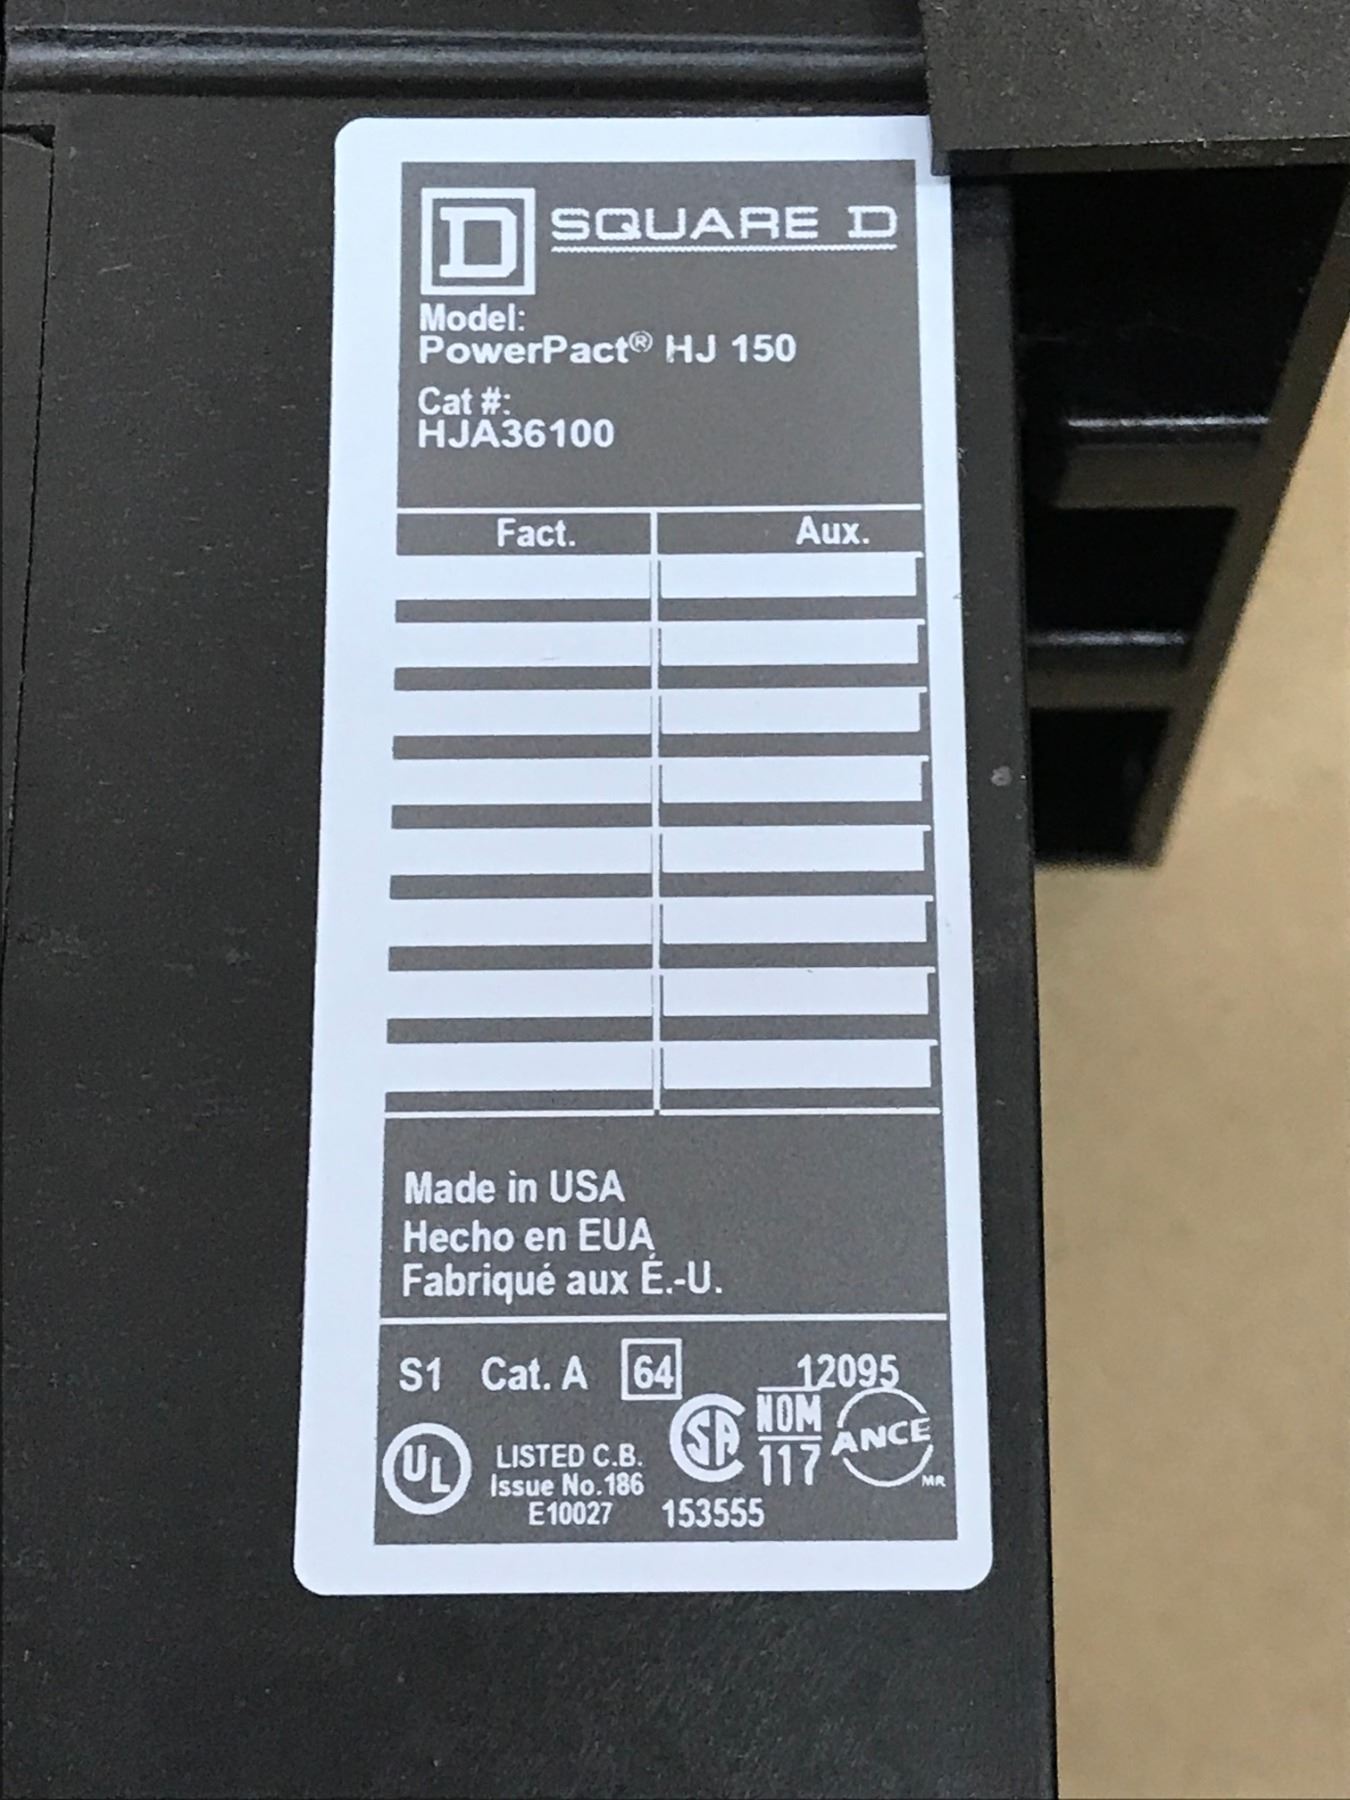 D SQUARE D
Model:
PowerPact® HJ 150
Cat #:
HJA36100
Fact. Aux.
Made in USA
Hecho en EUA
Fabriqué aux É.-U.
S1 Cat. A 64 12095
UL LISTED C.B. SA NOM ANCE
Issue No.186 117 MR
E10027 153555